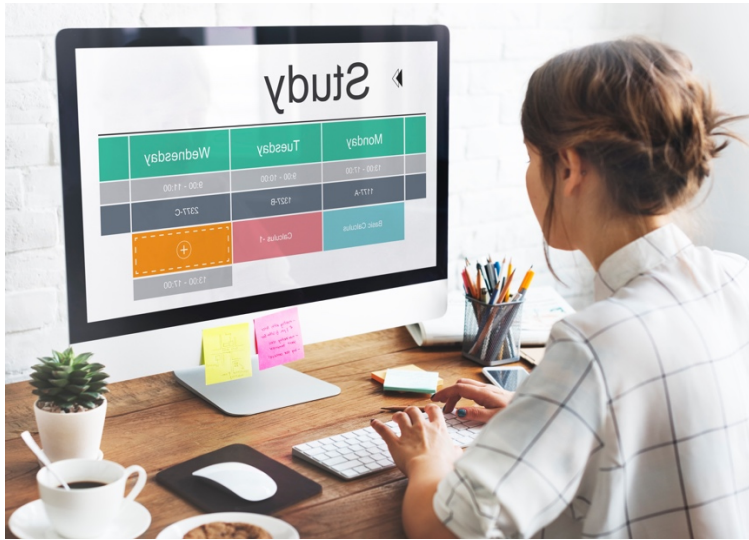 Study
Monday Tuesday Wednesday
13:00 - 17:00 9:00 - 10:00 9:00 - 11:00
1177-A 1327-B 2377-C
Basic Calculus Calculus -1
13:00 - 17:00